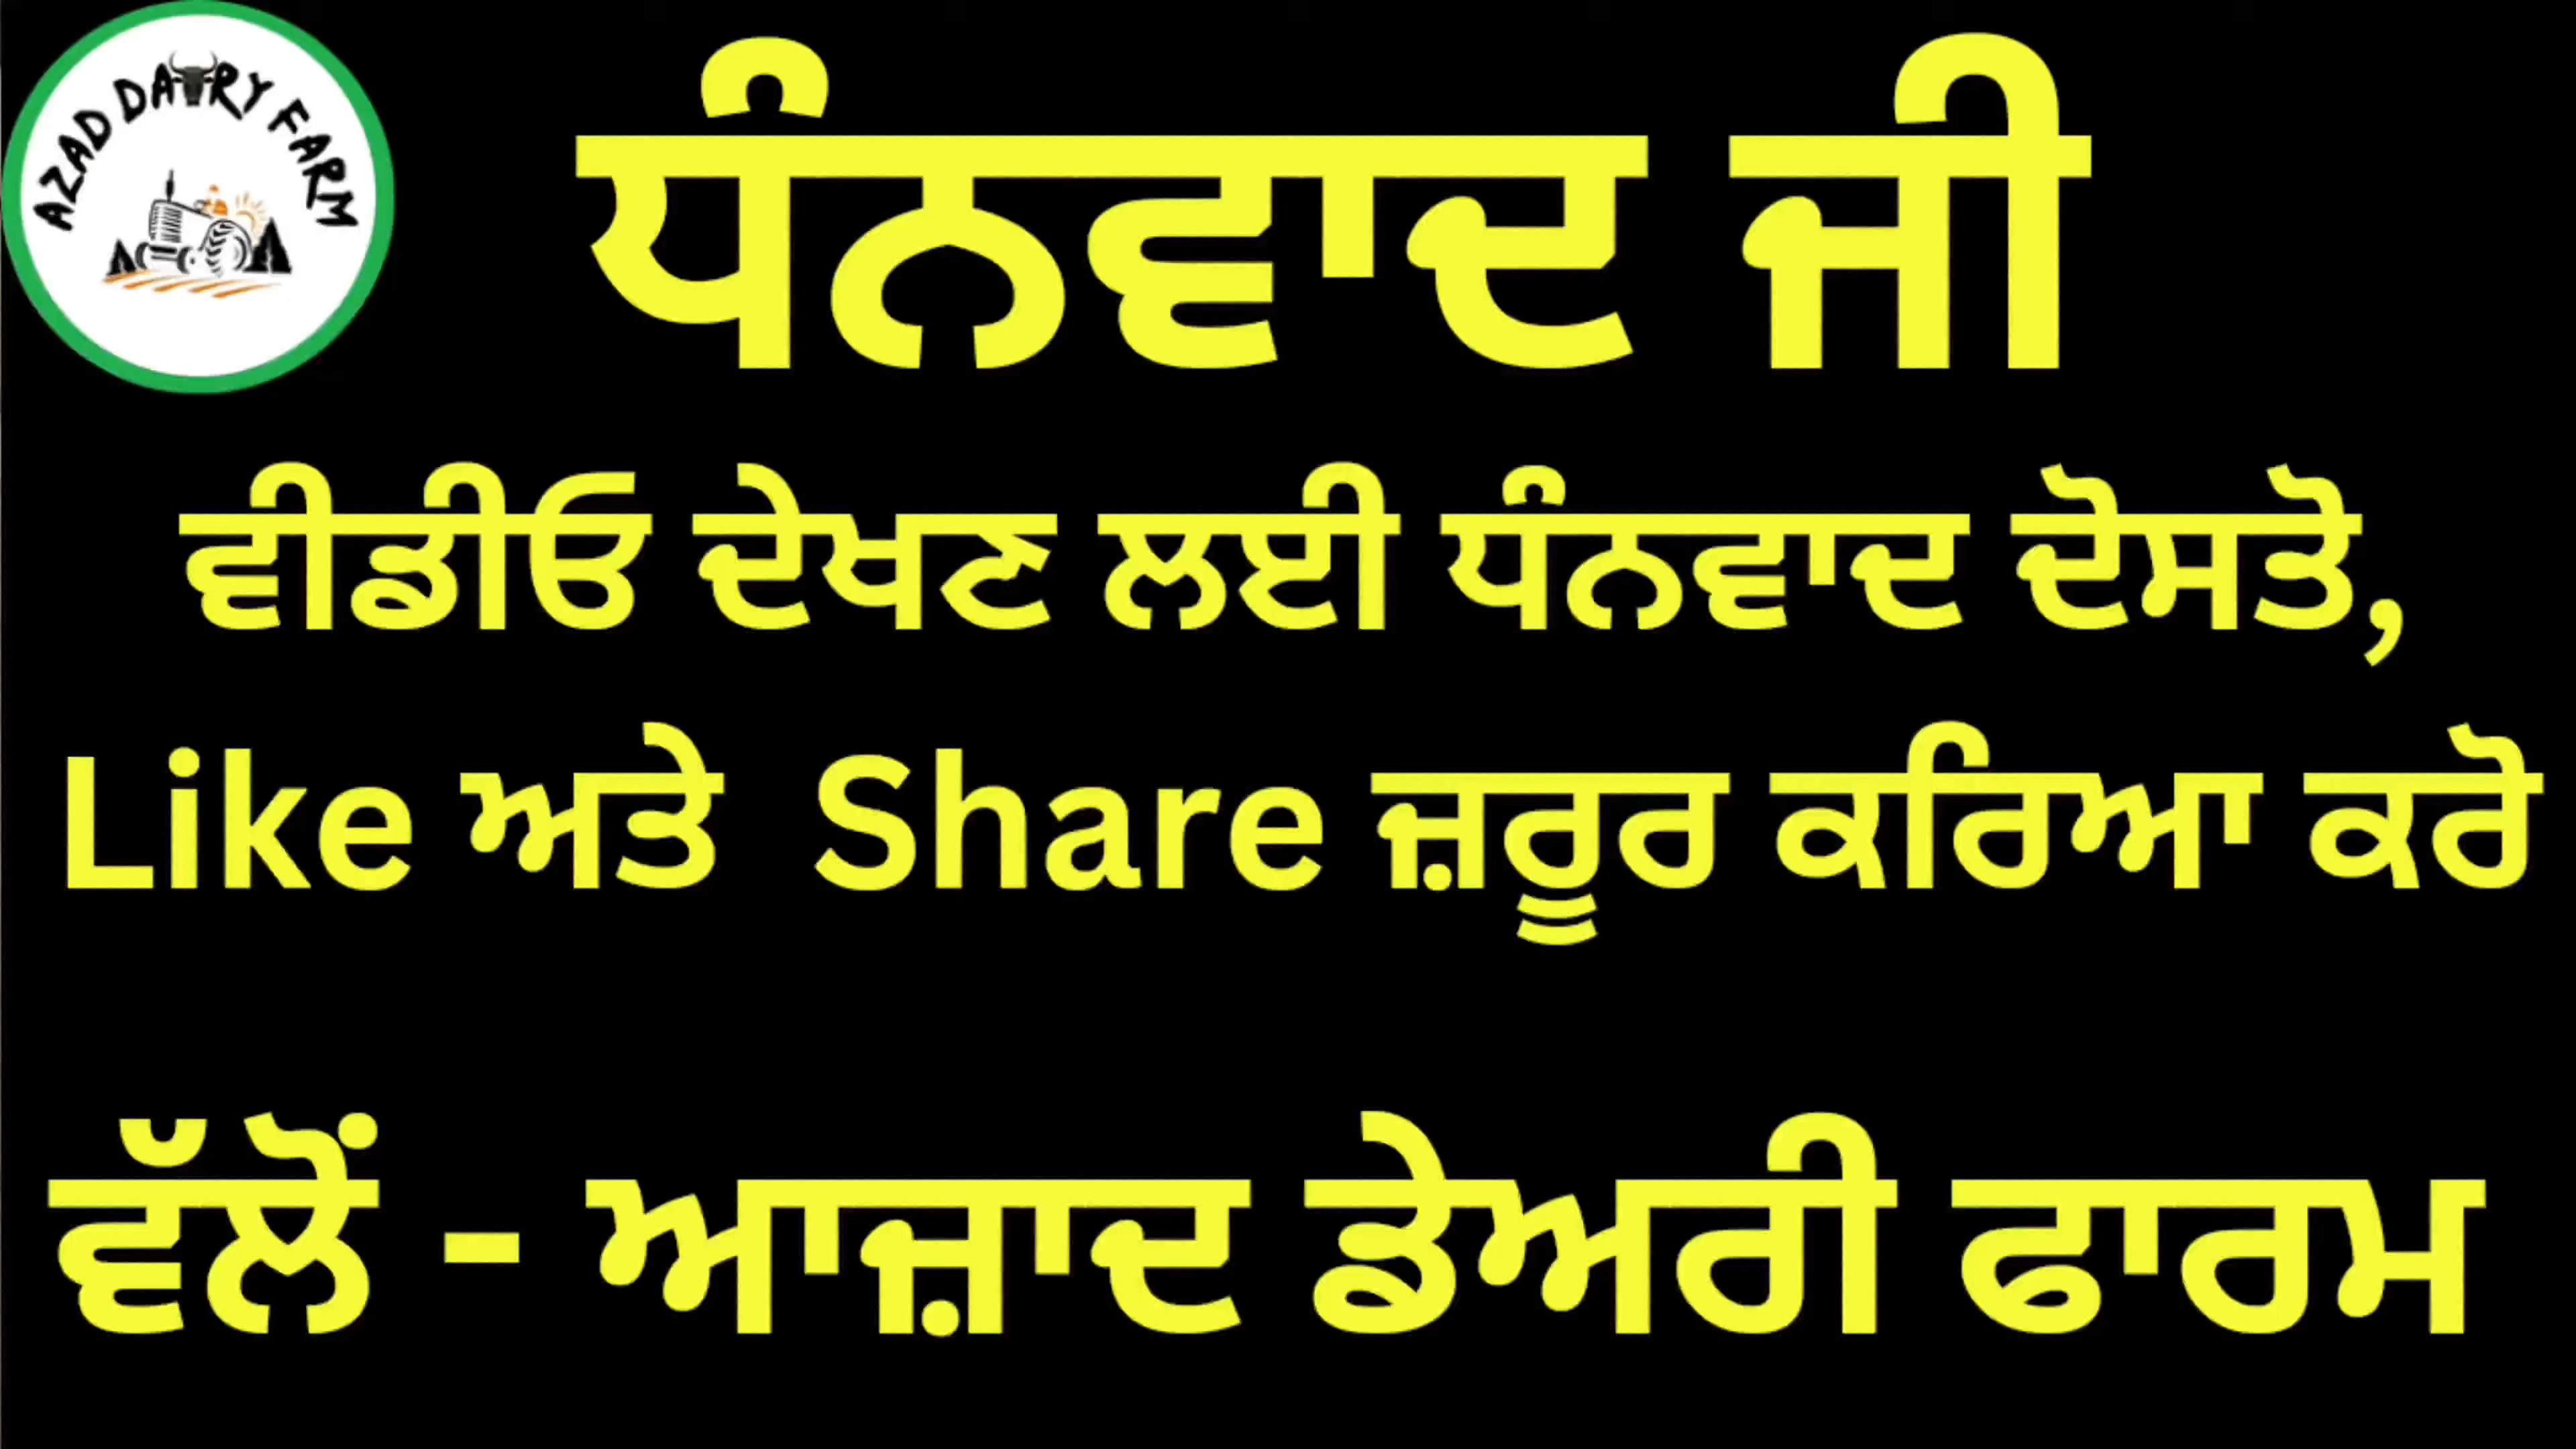 AZAD DAIRY FARM
ਧੰਨਵਾਦ ਜੀ
ਵੀਡੀਓ ਦੇਖਣ ਲਈ ਧੰਨਵਾਦ ਦੋਸਤੋ,
Like ਅਤੇ Share ਜ਼ਰੂਰ ਕਰਿਆ ਕਰੋ
ਵੱਲੋਂ - ਆਜ਼ਾਦ ਡੇਅਰੀ ਫਾਰਮ